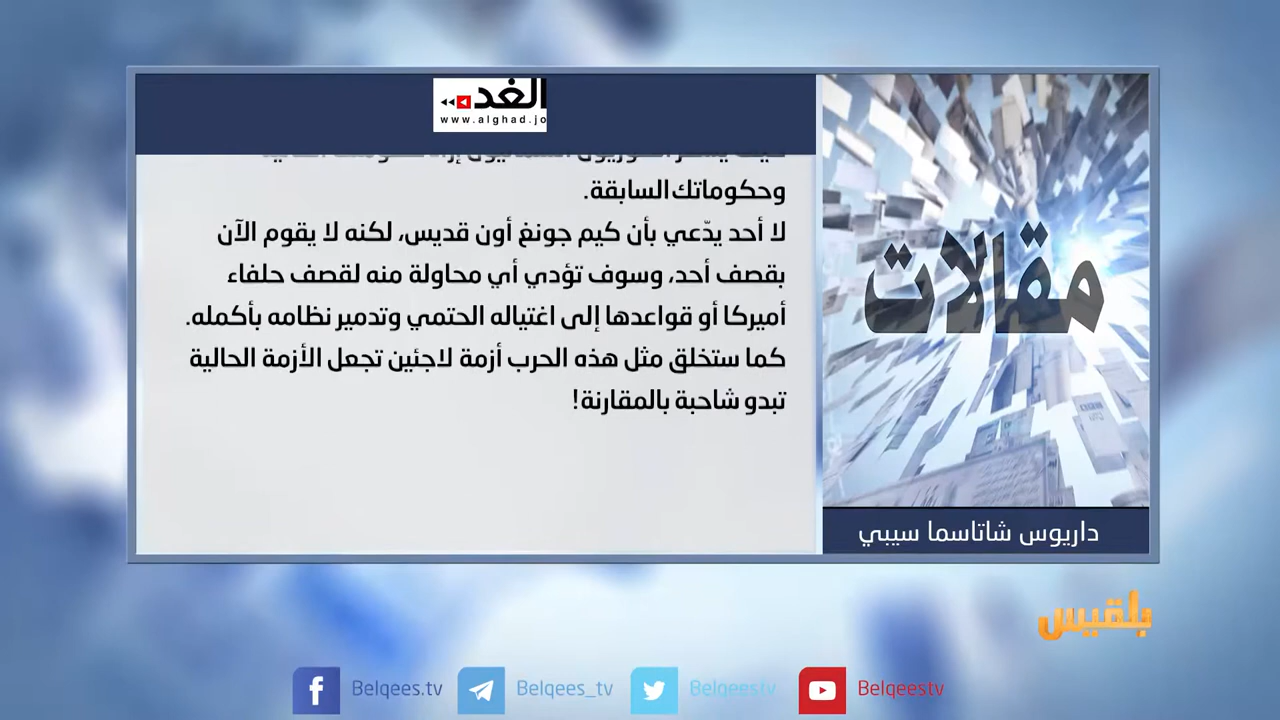 الغد
www.alghad.jo
وحكوماتك السابقة.
لا أحد يدّعي بأن كيم جونغ أون قديس، لكنه لا يقوم الآن
بقصف أحد، وسوف تؤدي أي محاولة منه لقصف حلفاء
أميركا أو قواعدها إلى اغتياله الحتمي وتدمير نظامه بأكمله.
كما ستخلق مثل هذه الحرب أزمة لاجئين تجعل الأزمة الحالية
تبدو شاحبة بالمقارنة!
مقالات
داريوس شاتاسما سيبي
بلقيس
Belqees.tv
Belqees_tv
Belqeestv
Belqeestv